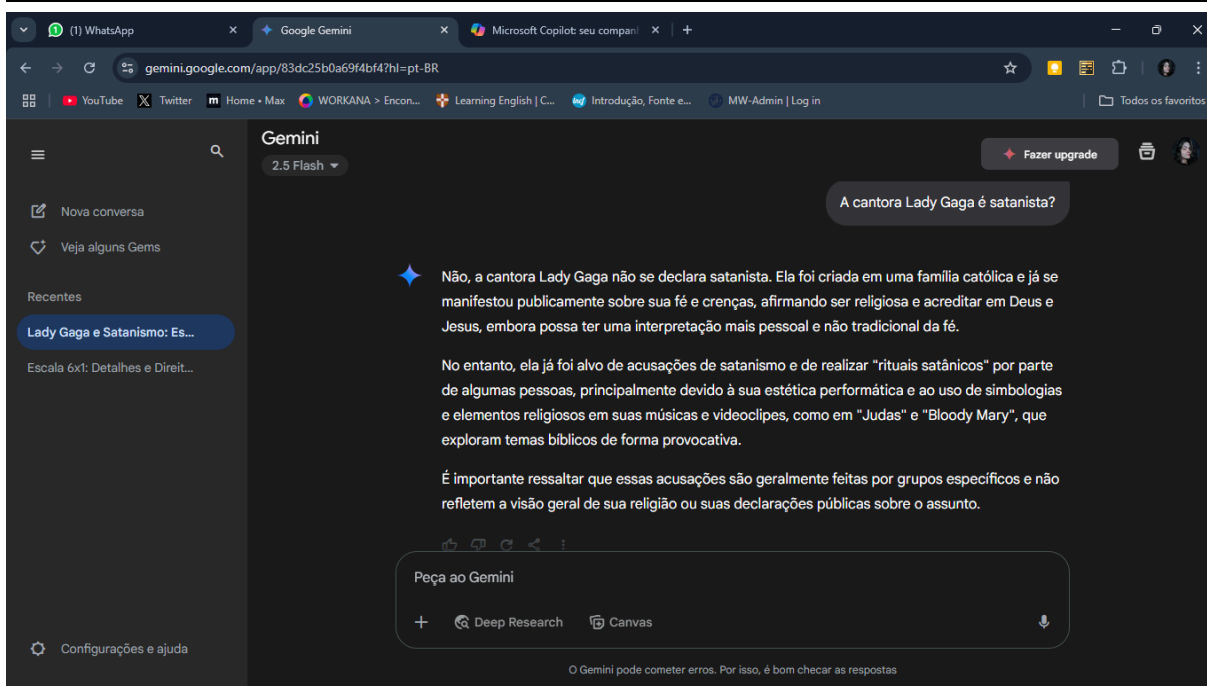 (1) WhatsApp
Google Gemini
Microsoft Copilot: seu compan
gemini.google.com/app/83dc25b0a69f4bf4?hl=pt-BR
YouTube
Twitter
Home • Max
WORKANA > Encon...
Learning English | C...
Introdução, Fonte e...
MW-Admin | Log in
Todos os favoritos
Gemini
2.5 Flash
Fazer upgrade
Nova conversa
Veja alguns Gems
Recentes
Lady Gaga e Satanismo: Es...
Escala 6x1: Detalhes e Direit...
Configurações e ajuda
A cantora Lady Gaga é satanista?
Não, a cantora Lady Gaga não se declara satanista. Ela foi criada em uma família católica e já se
manifestou publicamente sobre sua fé e crenças, afirmando ser religiosa e acreditar em Deus e
Jesus, embora possa ter uma interpretação mais pessoal e não tradicional da fé.
No entanto, ela já foi alvo de acusações de satanismo e de realizar "rituais satânicos" por parte
de algumas pessoas, principalmente devido à sua estética performática e ao uso de simbologias
e elementos religiosos em suas músicas e videoclipes, como em "Judas" e "Bloody Mary", que
exploram temas bíblicos de forma provocativa.
É importante ressaltar que essas acusações são geralmente feitas por grupos específicos e não
refletem a visão geral de sua religião ou suas declarações públicas sobre o assunto.
Peça ao Gemini
Deep Research
Canvas
O Gemini pode cometer erros. Por isso, é bom checar as respostas